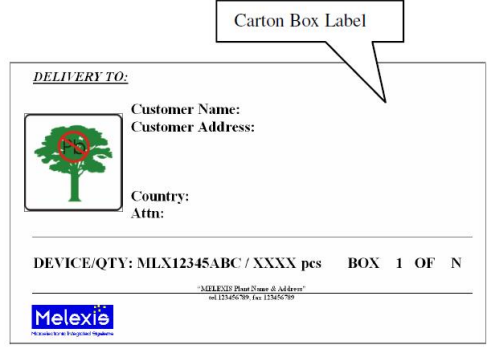 Carton Box Label
DELIVERY TO:
Customer Name:
Customer Address:
Pb
Country:
Attn:
DEVICE/QTY: MLX12345ABC / XXXX pcs BOX 1 OF N
"MELEXIS Plant Name & Address"
tel.123456789, fax 123456789
Melexis
Microelectronic Integrated Systems